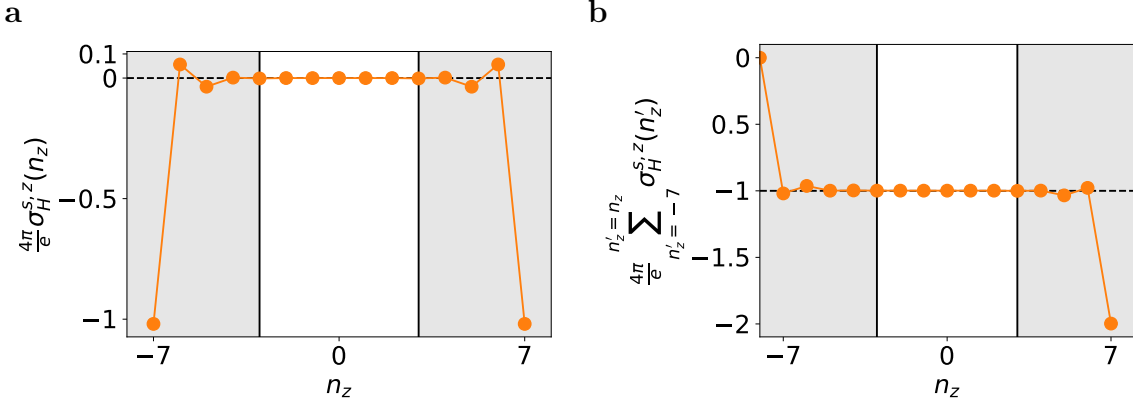 a
0.1
0
−0.5
−1
4π/e σ_H^{s,z}(n_z)
−7
0
7
n_z
b
0
0.5
−1
−1.5
−2
4π/e ∑_{n'_z=−7}^{n'_z=n_z} σ_H^{s,z}(n'_z)
−7
0
7
n_z